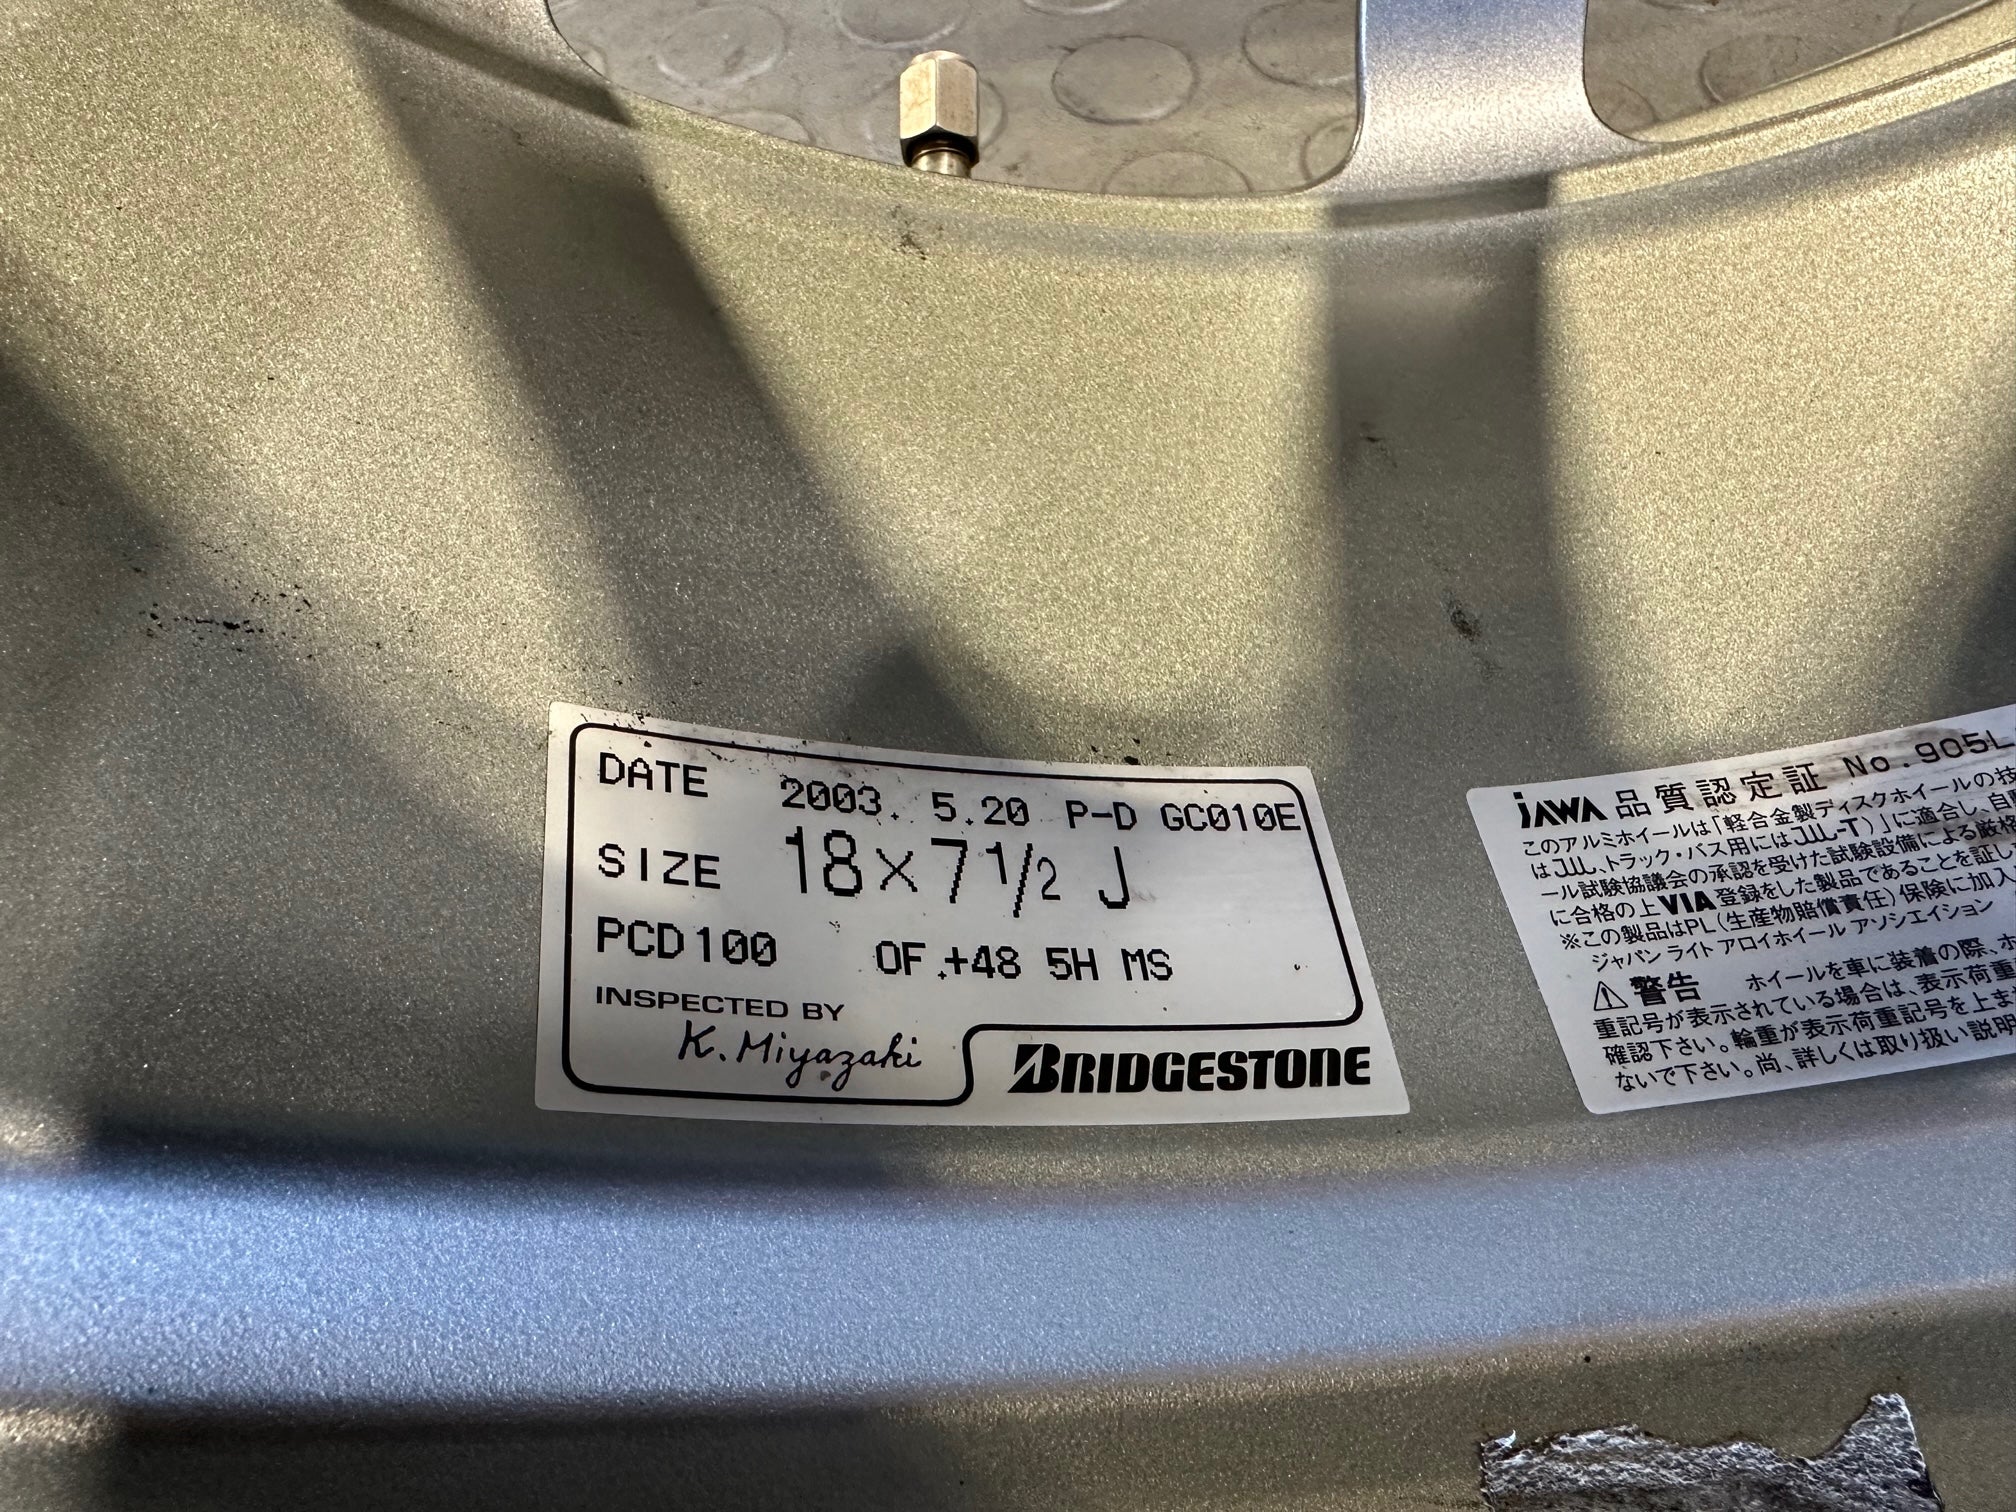 DATE 2003. 5.20 P-D GC010E
SIZE 18×7 1/2 J
PCD 100 OF.+48 5H MS
INSPECTED BY
K. Miyazaki
BRIDGESTONE
JAWA 品質認定証 No.905L
このアルミホイールは「軽合金製ディスクホイールの技
はJWL、トラック・バス用にはJWL-T)」に適合し、自動
ール試験協議会の承認を受けた試験設備による厳格
に合格の上VIA登録をした製品であることを証し
※この製品はPL(生産物賠償責任)保険に加入
ジャパン ライト アロイホイール アソシエイション
⚠警告 ホイールを車に装着の際、ホ
重記号が表示されている場合は、表示荷重
確認下さい。輪重が表示荷重記号を上ま
ないで下さい。尚、詳しくは取り扱い説明